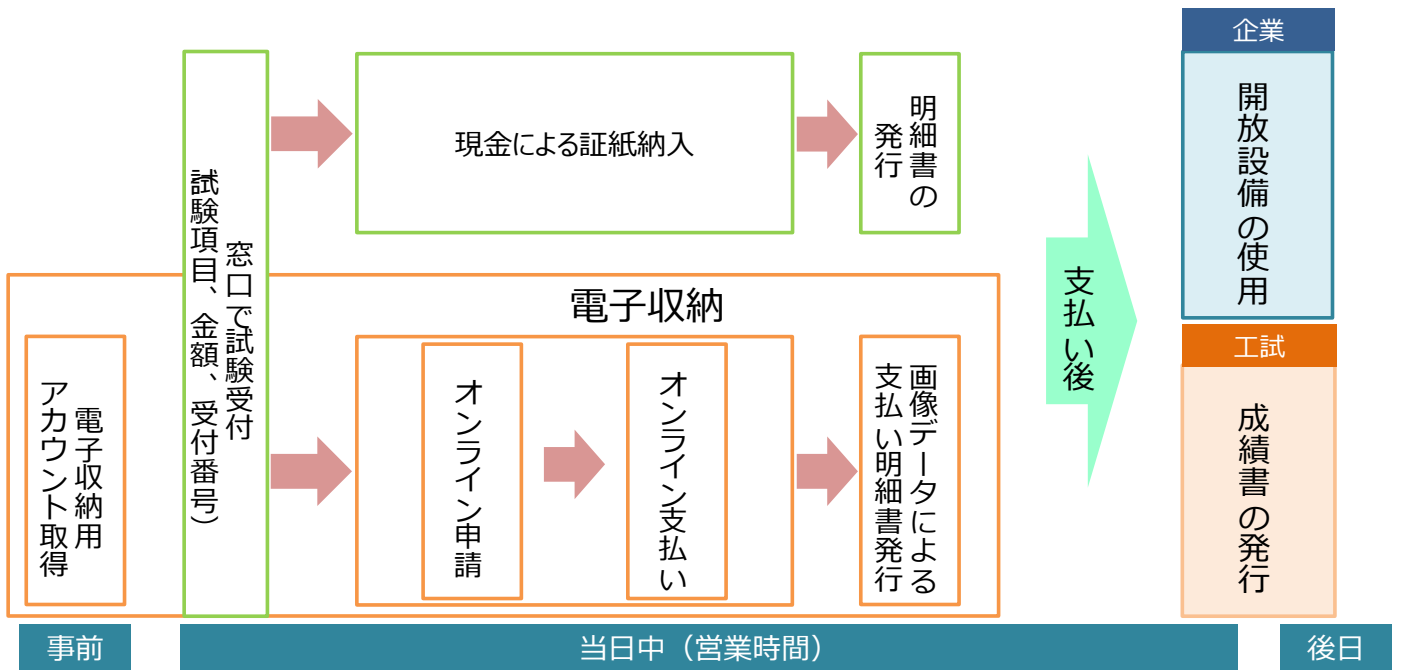 窓口で試験受付
試験項目、金額、受付番号）
現金による証紙納入
明細書の
発行
電子収納
電子収納用
アカウント取得
オンライン申請
オンライン支払い
画像データによる
支払い明細書発行
支払い後
企業
開放設備の使用
工試
成績書の発行
事前
当日中（営業時間）
後日